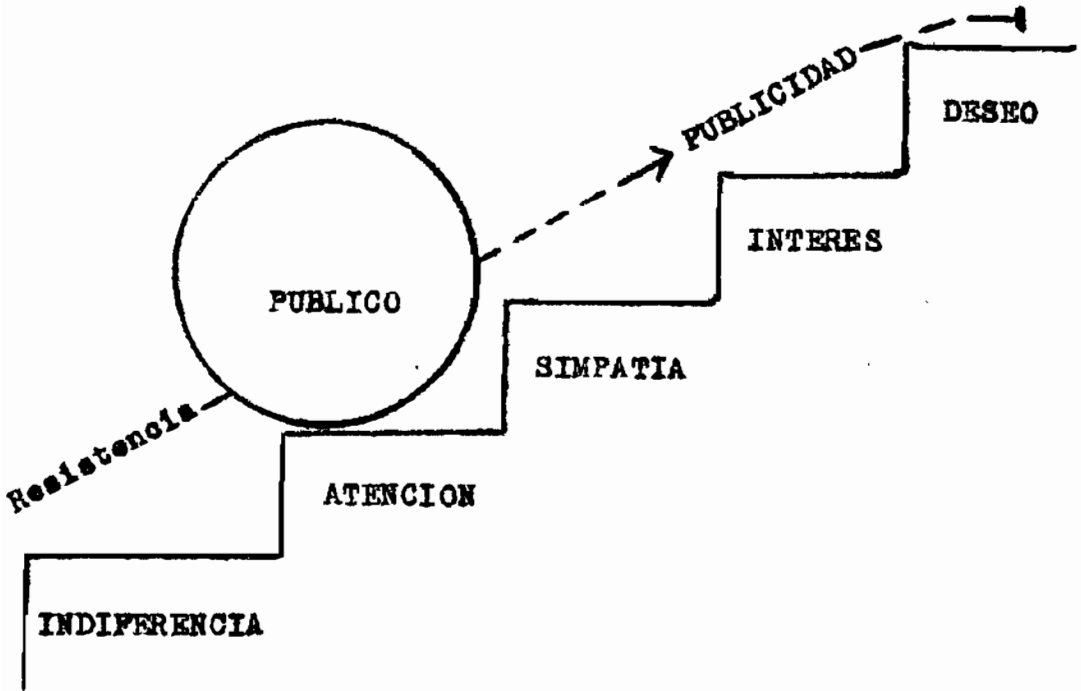 PUBLICIDAD
DESEO
INTERES
PUBLICO
SIMPATIA
Resistencia
ATENCION
INDIFERENCIA